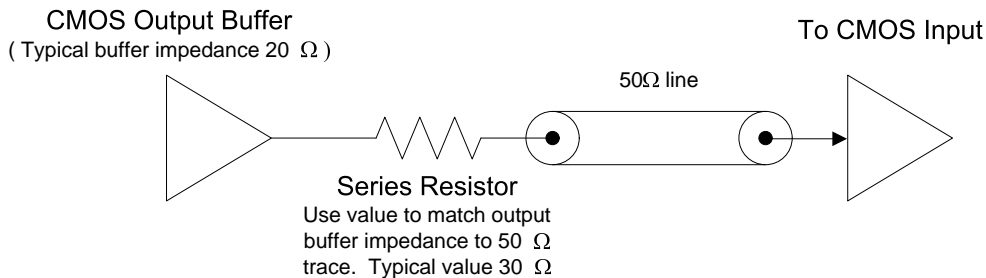 CMOS Output Buffer
( Typical buffer impedance 20 Ω )
To CMOS Input
50Ω line
Series Resistor
Use value to match output
buffer impedance to 50 Ω
trace. Typical value 30 Ω